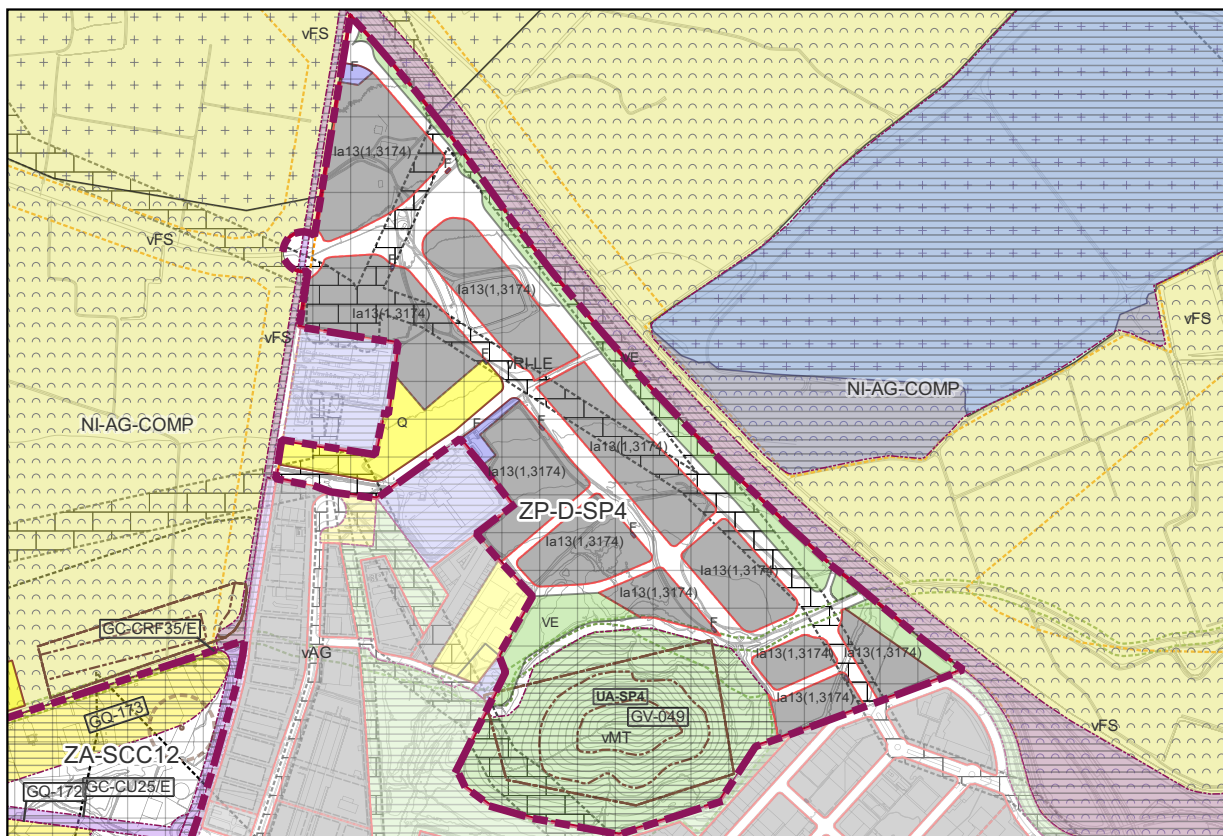 vFS
F
Ia13(1,3174)
E
vFS
F
Ia13(1,3174)
Ia13(1,3174)
vFS
vFS
F
vRI-LE
VE
NI-AG-COMP
NI-AG-COMP
Q
F
F
Ia13(1,3174)
Ia13(1,3174)
ZP-D-SP4
F
Ia13(1,3174)
Ia13(1,3174)
Ia13(1,3174)
GC-CRF35/E
VE
F
vAG
Ia13(1,3174)
Ia13(1,3174)
UA-SP4
Ia13(1,3174)
GQ-173
GV-049
vMT
vFS
ZA-SCC12
GQ-172
GC-CU25/E